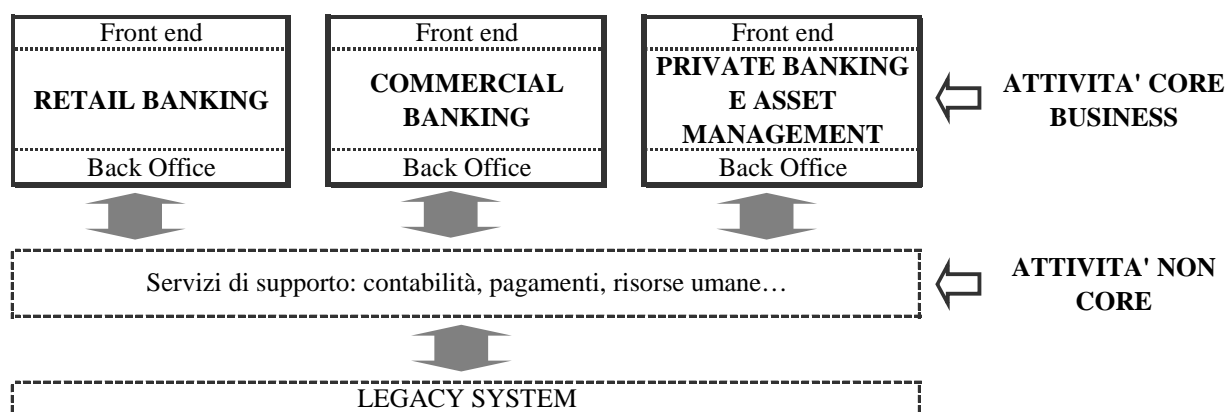 Front end
RETAIL BANKING
Back Office
Front end
COMMERCIAL
BANKING
Back Office
Front end
PRIVATE BANKING
E ASSET
MANAGEMENT
Back Office
ATTIVITA' CORE
BUSINESS
Servizi di supporto: contabilità, pagamenti, risorse umane…
ATTIVITA' NON
CORE
LEGACY SYSTEM